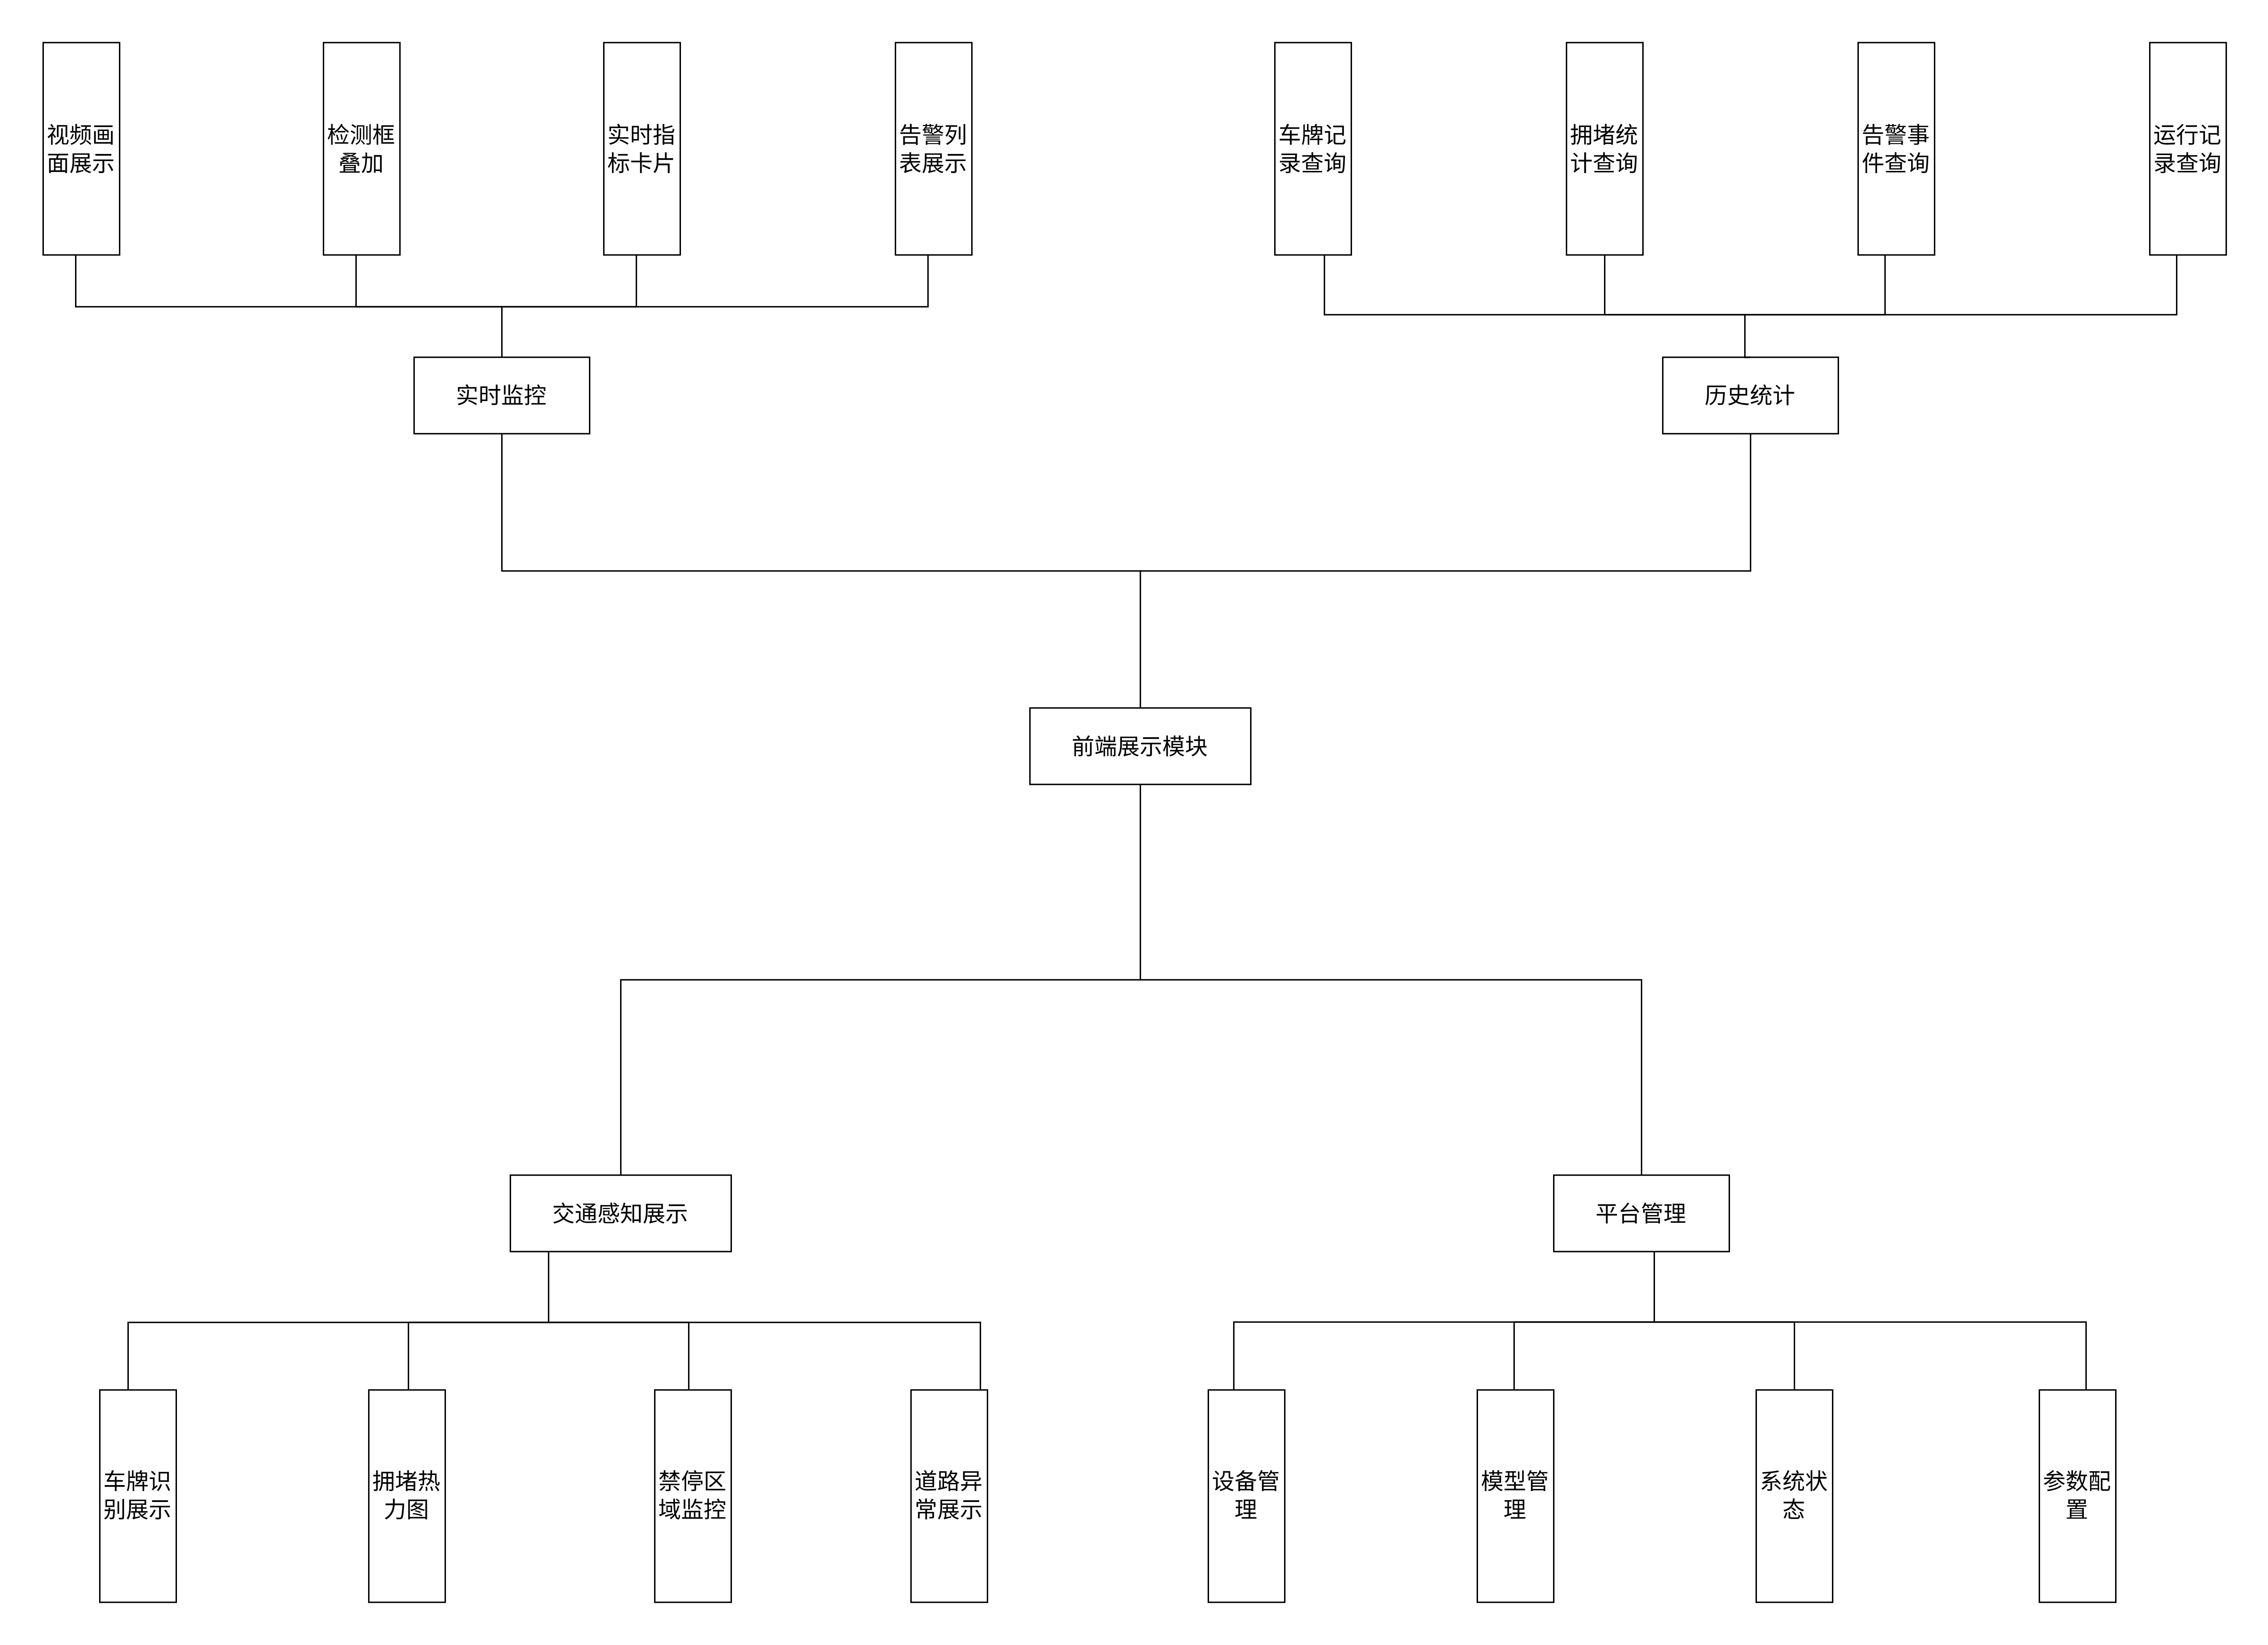 视频画
面展示
检测框
叠加
实时指
标卡片
告警列
表展示
车牌记
录查询
拥堵统
计查询
告警事
件查询
运行记
录查询
实时监控
历史统计
前端展示模块
交通感知展示
平台管理
车牌识
别展示
拥堵热
力图
禁停区
域监控
道路异
常展示
设备管
理
模型管
理
系统状
态
参数配
置